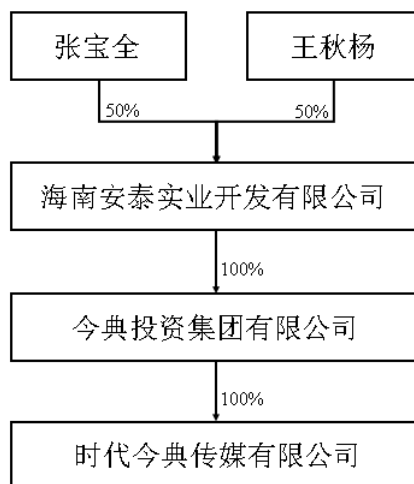 张宝全 王秋杨
50% 50%
海南安泰实业开发有限公司
100%
今典投资集团有限公司
100%
时代今典传媒有限公司